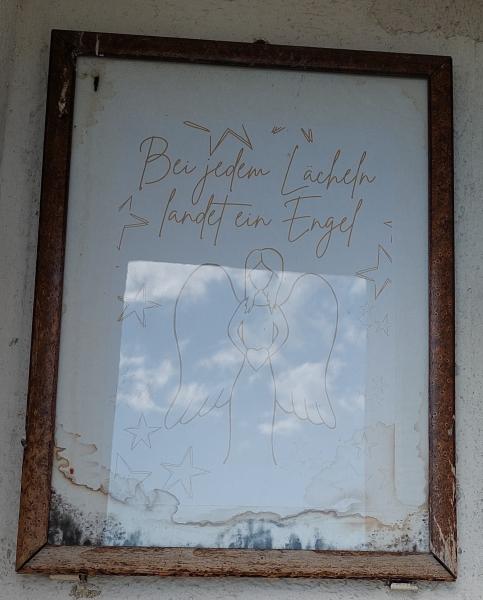 Bei jedem Lächeln
landet ein Engel